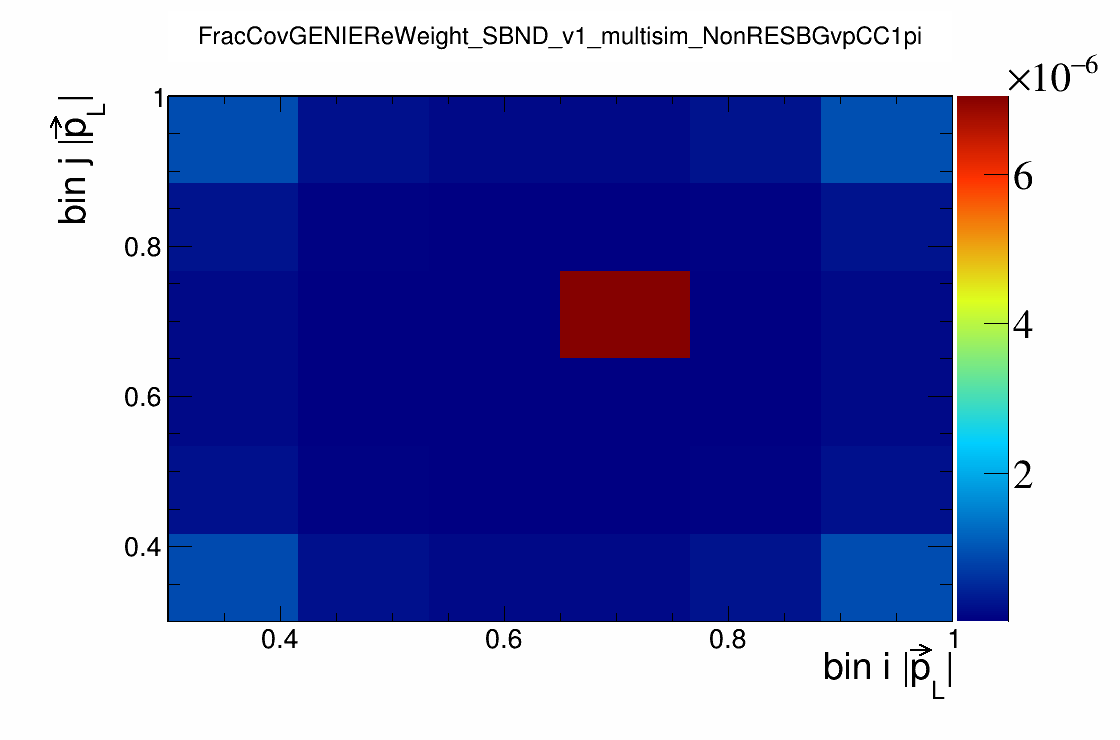 FracCovGENIEReWeight_SBND_v1_multisim_NonRESBGvpCC1pi
×10⁻⁶
bin j |p⃗_L|
1
0.8
0.6
0.4
6
4
2
0.4 0.6 0.8 1
bin i |p⃗_L|